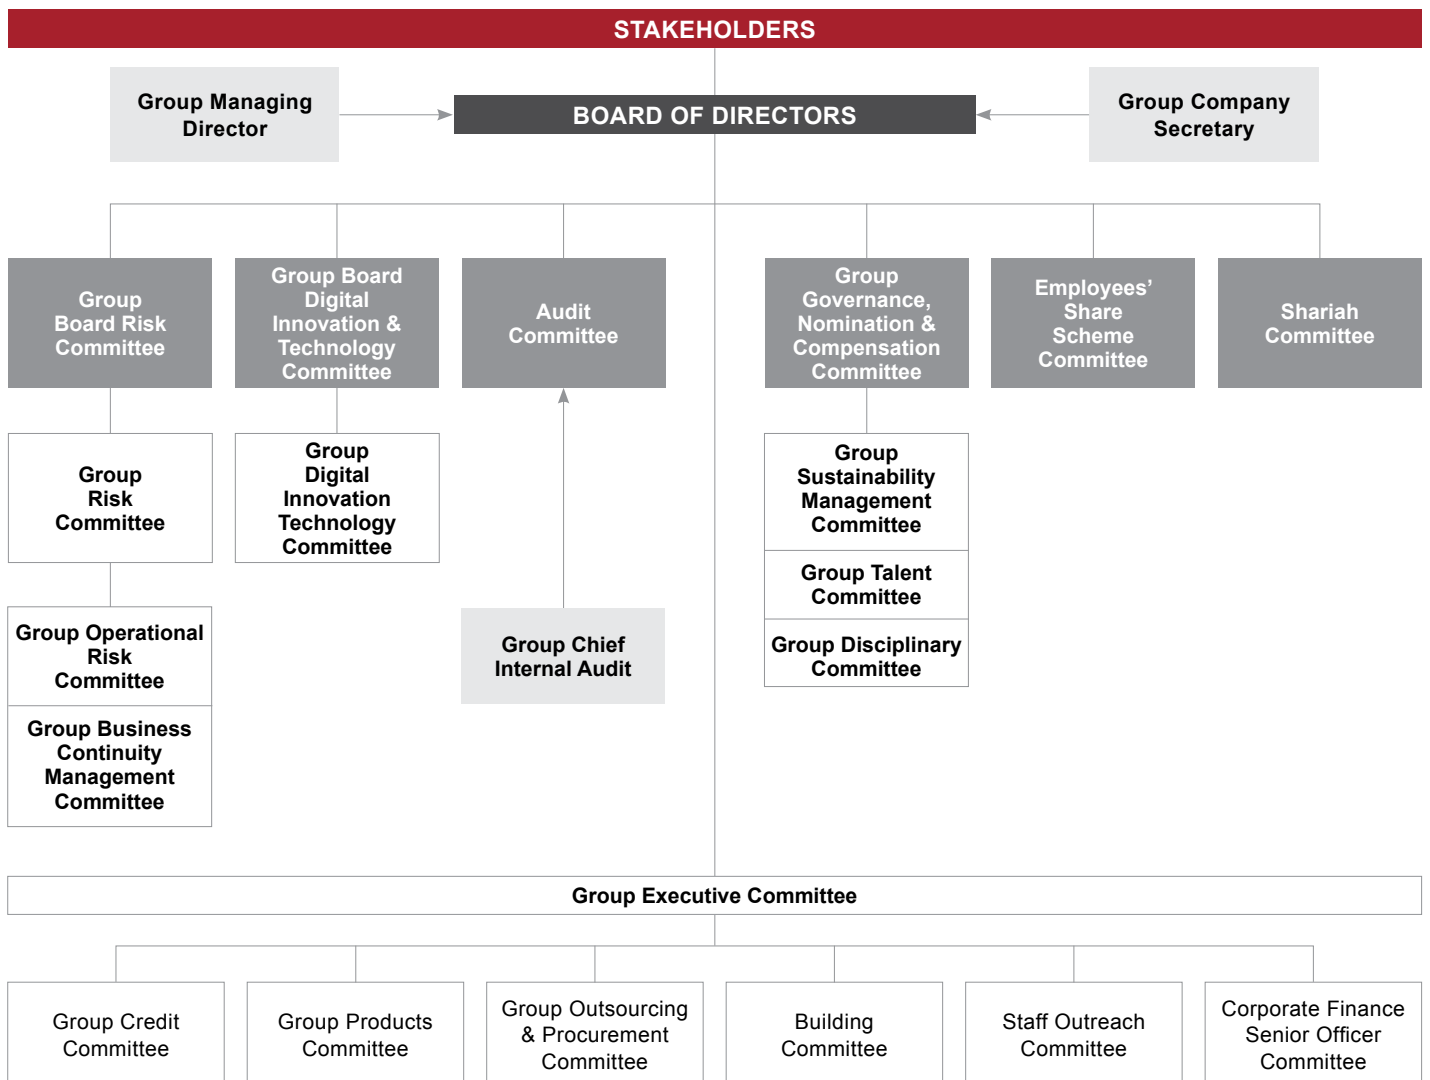 STAKEHOLDERS
Group Managing
Director
BOARD OF DIRECTORS
Group Company
Secretary
Group
Board Risk
Committee
Group Board
Digital
Innovation &
Technology
Committee
Audit
Committee
Group
Governance,
Nomination &
Compensation
Committee
Employees’
Share
Scheme
Committee
Shariah
Committee
Group
Risk
Committee
Group
Digital
Innovation
Technology
Committee
Group
Sustainability
Management
Committee
Group Talent
Committee
Group Disciplinary
Committee
Group Operational
Risk
Committee
Group Business
Continuity
Management
Committee
Group Chief
Internal Audit
Group Executive Committee
Group Credit
Committee
Group Products
Committee
Group Outsourcing
& Procurement
Committee
Building
Committee
Staff Outreach
Committee
Corporate Finance
Senior Officer
Committee